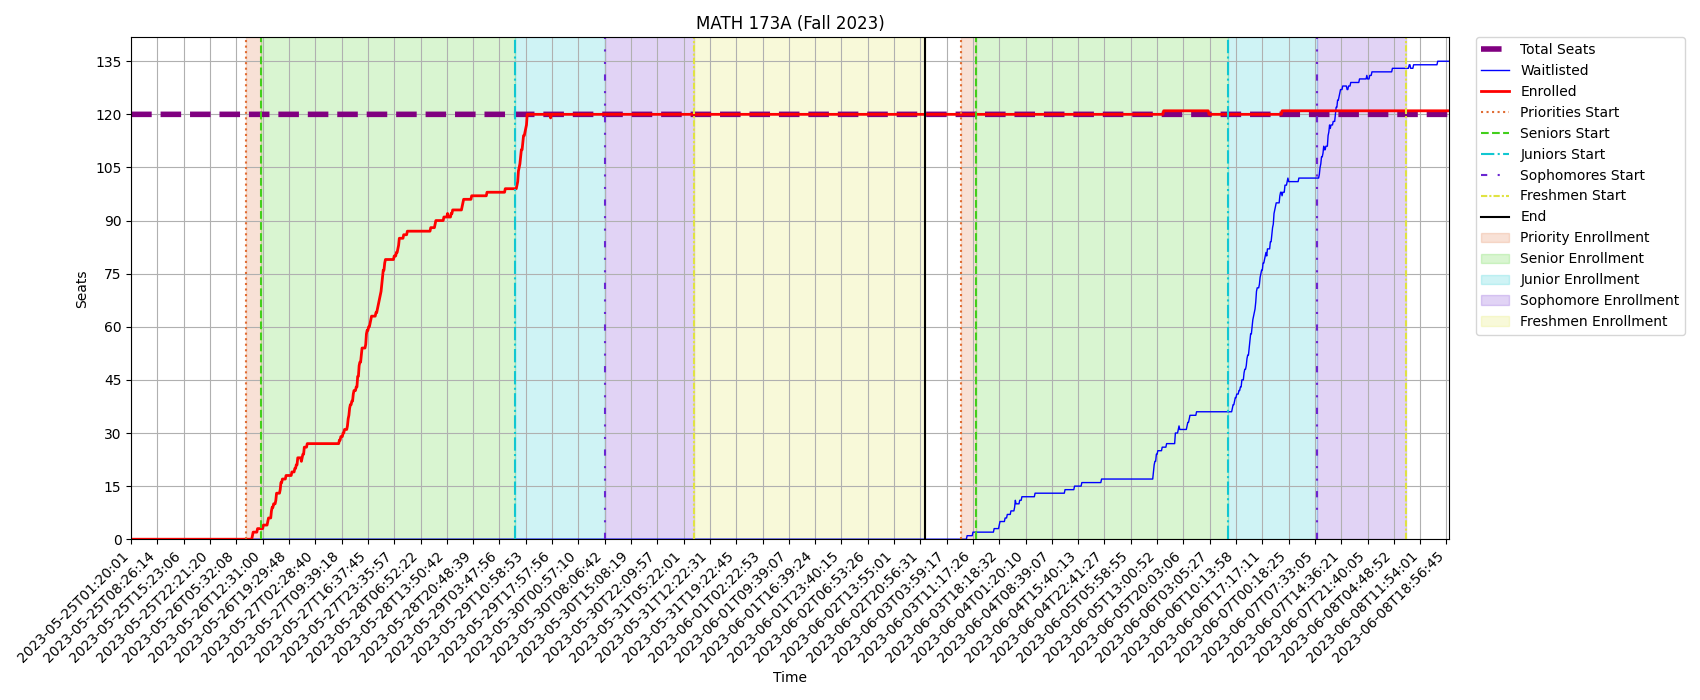 MATH 173A (Fall 2023)
Seats
135
120
105
90
75
60
45
30
15
0
2023-05-25T01:20:01
2023-05-25T08:26:14
2023-05-25T15:23:06
2023-05-25T22:21:20
2023-05-26T05:32:08
2023-05-26T12:31:00
2023-05-26T19:29:48
2023-05-27T02:28:40
2023-05-27T09:39:18
2023-05-27T16:37:45
2023-05-27T23:35:57
2023-05-28T06:52:22
2023-05-28T13:50:42
2023-05-28T20:48:39
2023-05-29T03:47:56
2023-05-29T10:58:53
2023-05-29T17:57:56
2023-05-30T00:57:10
2023-05-30T08:06:42
2023-05-30T15:08:19
2023-05-30T22:09:57
2023-05-31T05:22:01
2023-05-31T12:22:31
2023-05-31T19:22:45
2023-06-01T02:22:53
2023-06-01T09:39:07
2023-06-01T16:39:24
2023-06-01T23:40:15
2023-06-02T06:53:26
2023-06-02T13:55:01
2023-06-02T20:56:31
2023-06-03T03:59:17
2023-06-03T11:17:26
2023-06-03T18:18:32
2023-06-04T01:20:10
2023-06-04T08:39:07
2023-06-04T15:40:13
2023-06-04T22:41:27
2023-06-05T05:58:55
2023-06-05T13:00:52
2023-06-05T20:03:06
2023-06-06T03:05:27
2023-06-06T10:13:58
2023-06-06T17:17:11
2023-06-07T00:18:25
2023-06-07T07:33:05
2023-06-07T14:36:21
2023-06-07T21:40:05
2023-06-08T04:48:52
2023-06-08T11:54:01
2023-06-08T18:56:45
Time
Total Seats
Waitlisted
Enrolled
Priorities Start
Seniors Start
Juniors Start
Sophomores Start
Freshmen Start
End
Priority Enrollment
Senior Enrollment
Junior Enrollment
Sophomore Enrollment
Freshmen Enrollment